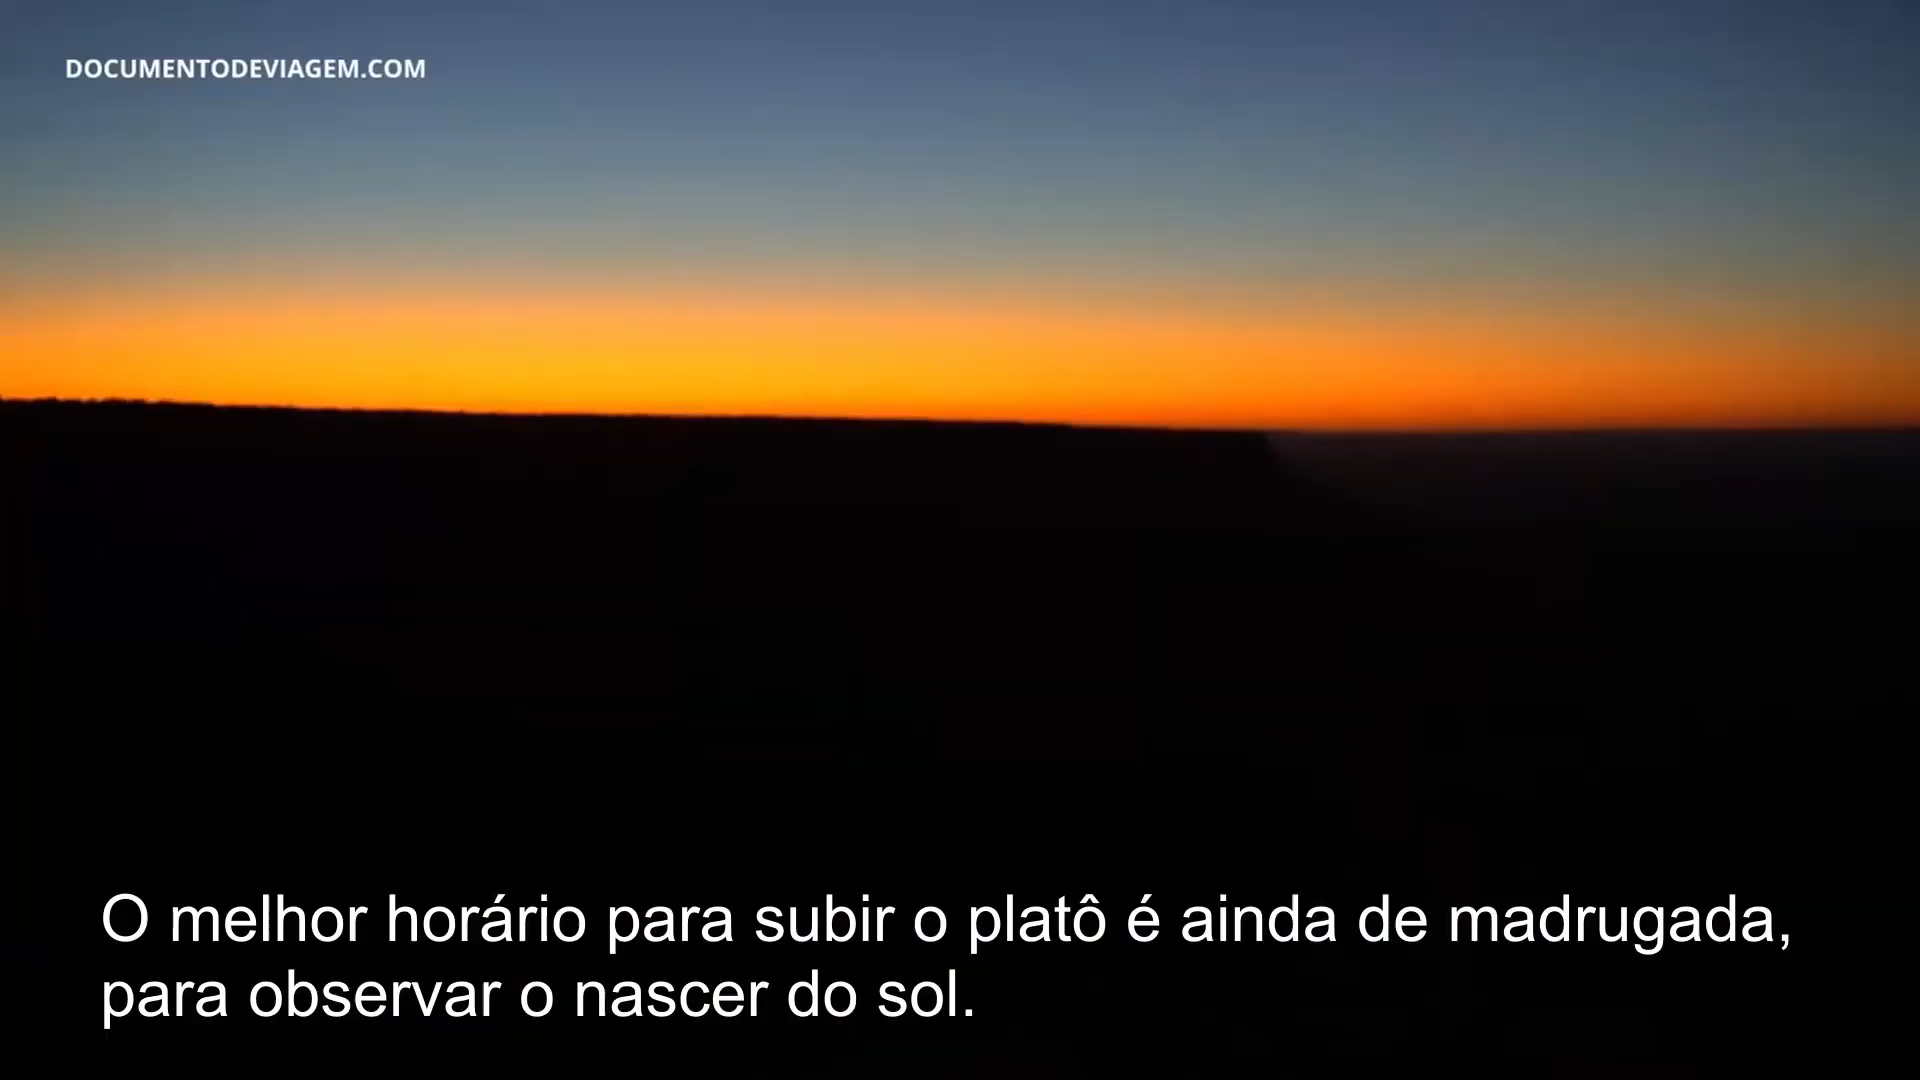 DOCUMENTODEVIAGEM.COM
O melhor horário para subir o platô é ainda de madrugada,
para observar o nascer do sol.